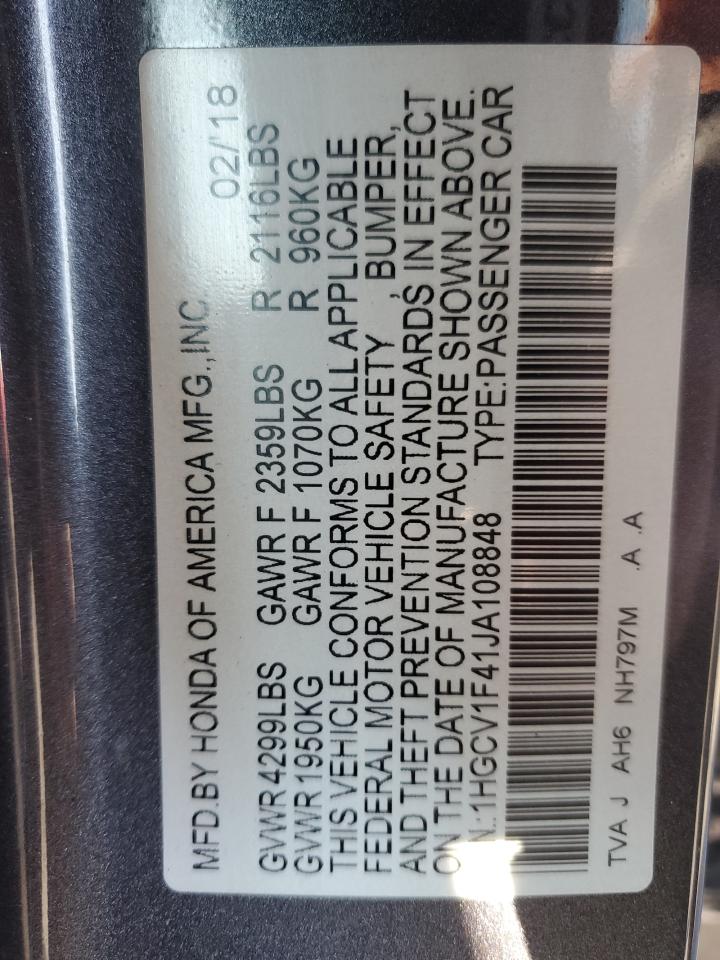 MFD.BY HONDA OF AMERICA MFG.,INC. 02/'18
GVWR 4299LBS GAWR F 2359LBS R 2116LBS
GVWR 1950KG GAWR F 1070KG R 960KG
THIS VEHICLE CONFORMS TO ALL APPLICABLE
FEDERAL MOTOR VEHICLE SAFETY , BUMPER,
AND THEFT PREVENTION STANDARDS IN EFFECT
ON THE DATE OF MANUFACTURE SHOWN ABOVE.
N.:1HGCV1F41JA108848 TYPE:PASSENGER CAR
TVA J AH6 NH797M .A .A